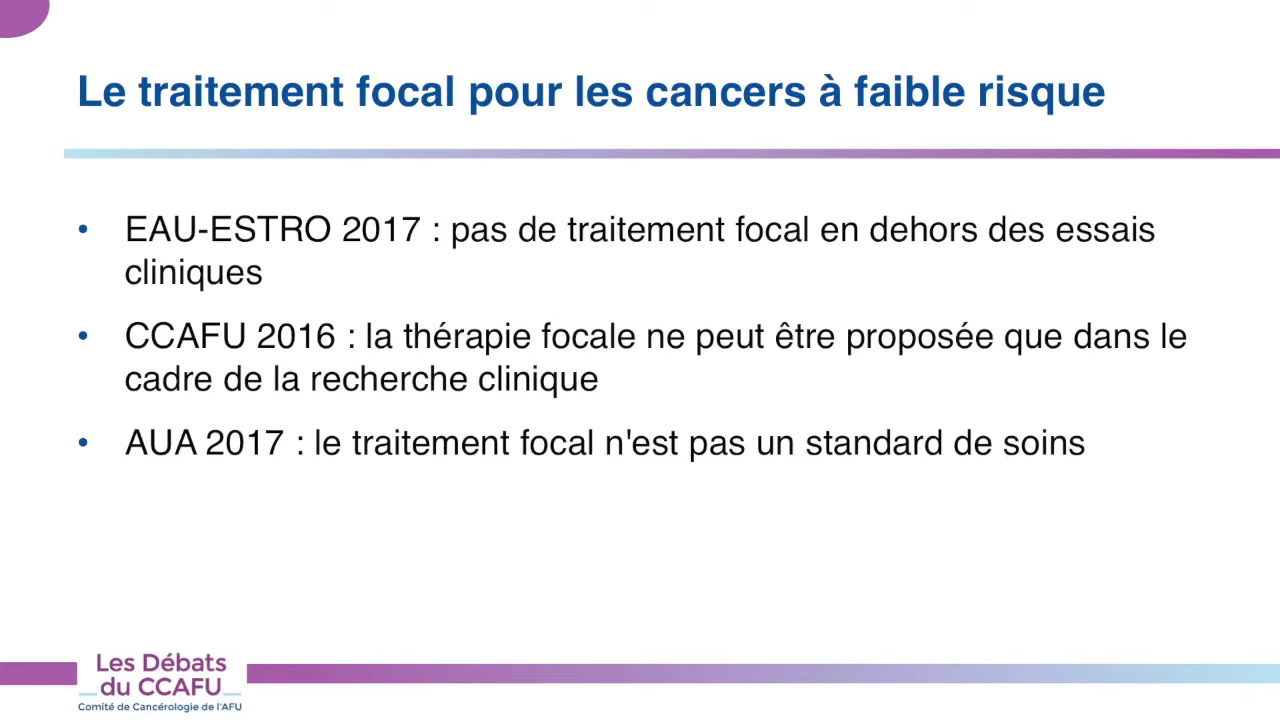 Le traitement focal pour les cancers à faible risque
• EAU-ESTRO 2017 : pas de traitement focal en dehors des essais
cliniques
• CCAFU 2016 : la thérapie focale ne peut être proposée que dans le
cadre de la recherche clinique
• AUA 2017 : le traitement focal n'est pas un standard de soins
Les Débats
du CCAFU
Comité de Cancérologie de l'AFU